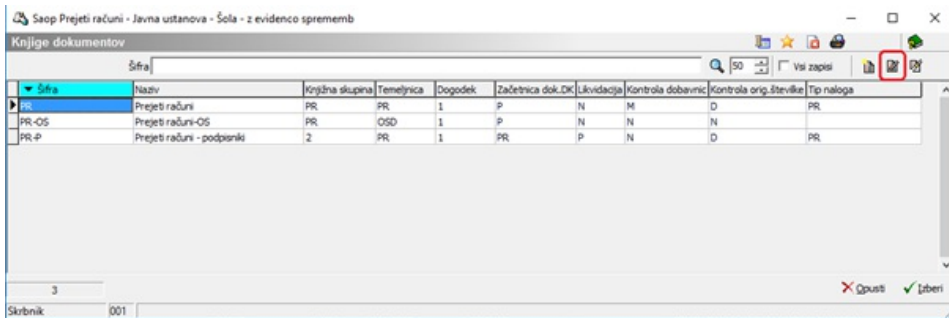 Saop Prejeti računi - Javna ustanova - Šola - z evidenco sprememb
Knjige dokumentov
Šifra 50 Vsi zapisi
Šifra Naziv Knjižna skupina Temeljnica Dogodek Začetnica dok.DK Likvidacija Kontrola dobavnic Kontrola orig.številke Tip naloga
PR Prejeti računi PR PR 1 P N M D PR
PR-OS Prejeti računi-OS PR OSD 1 P N N N
PR-P Prejeti računi - podpisniki 2 PR 1 PR P N D PR
3 Opusti Izberi
Skrbnik 001